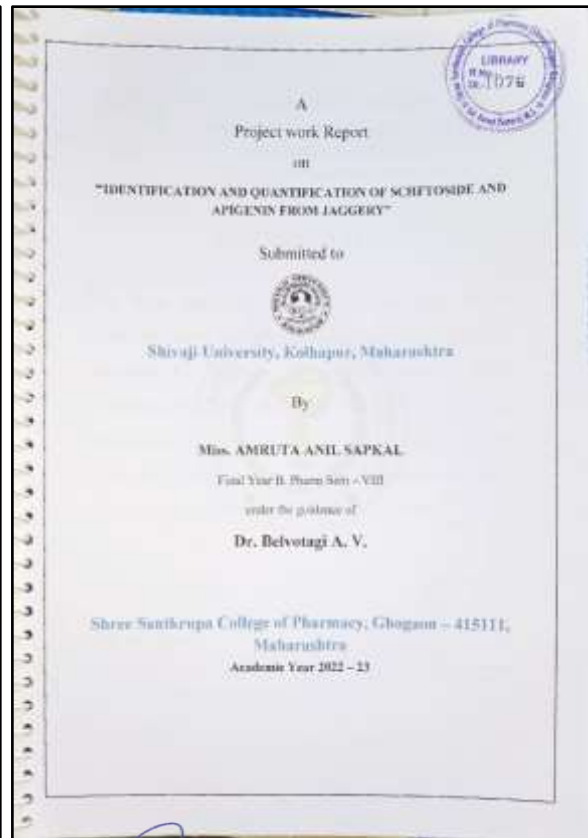 LIBRARY
1076
A
Project work Report
on
"IDENTIFICATION AND QUANTIFICATION OF SCHFTOSIDE AND
APIGENIN FROM JAGGERY"
Submitted to
Shivaji University, Kolhapur, Maharashtra
By
Miss. AMRUTA ANIL SAPKAL
Final Year B. Pharm Sem – VIII
under the guidance of
Dr. Belvotagi A. V.
Shree Santkrupa College of Pharmacy, Ghogaon – 415111,
Maharashtra
Academic Year 2022 – 23